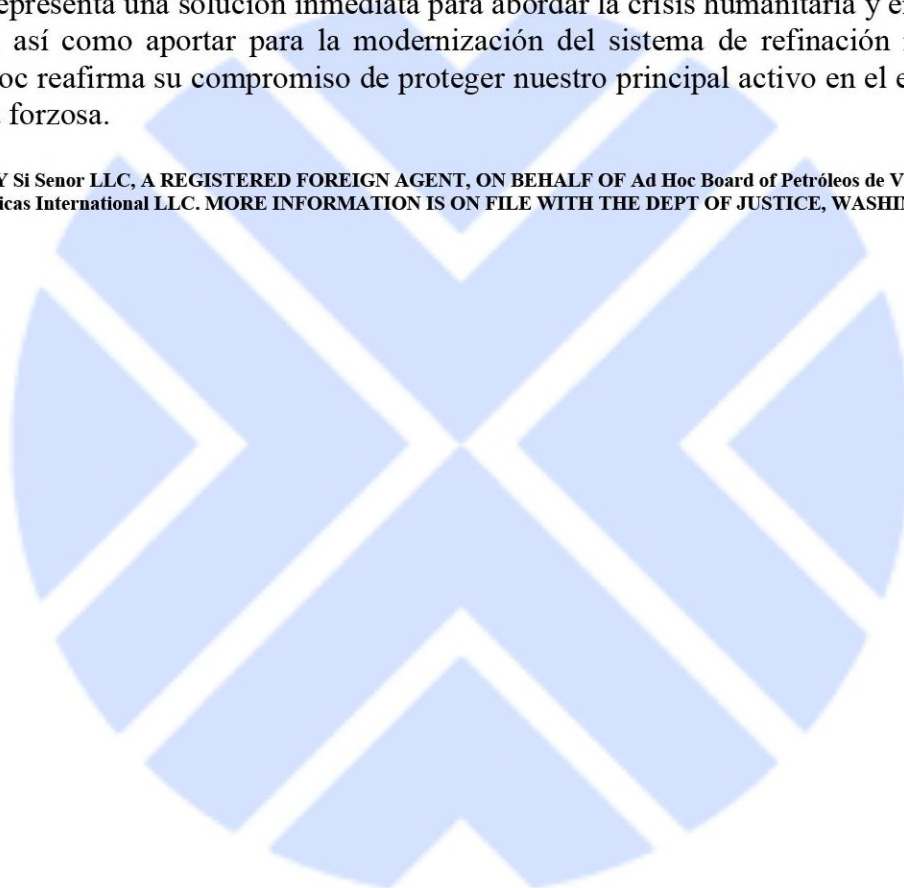 representa una solución inmediata para abordar la crisis humanitaria y
así como aportar para la modernización del sistema de refinación
reafirma su compromiso de proteger nuestro principal activo en el
forzosa.
Si Senor LLC, A REGISTERED FOREIGN AGENT, ON BEHALF OF Ad Hoc Board of Petróleos de
International LLC. MORE INFORMATION IS ON FILE WITH THE DEPT OF JUSTICE,